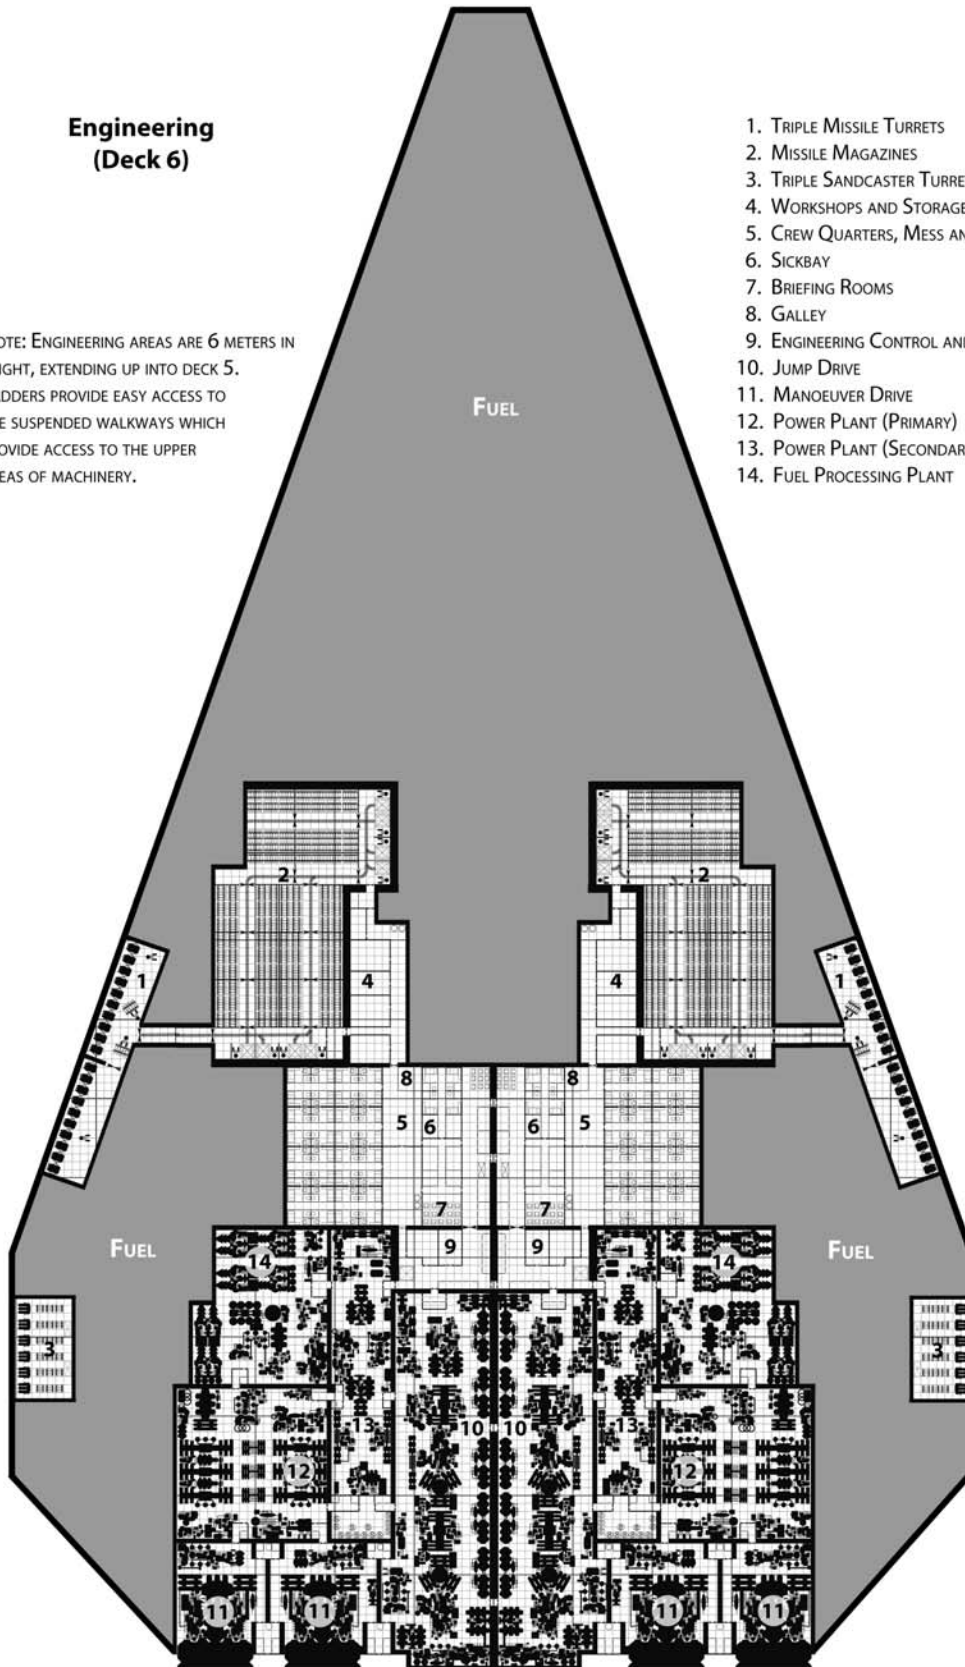 Engineering
(Deck 6)
1. Triple Missile Turrets
2. Missile Magazines
3. Triple Sandcaster Turre
4. Workshops and Storage
5. Crew Quarters, Mess an
6. Sickbay
7. Briefing Rooms
8. Galley
9. Engineering Control and
10. Jump Drive
11. Manoeuver Drive
12. Power Plant (Primary)
13. Power Plant (Secondar
14. Fuel Processing Plant
ote: Engineering areas are 6 meters in
ight, extending up into deck 5.
adders provide easy access to
e suspended walkways which
ovide access to the upper
eas of machinery.
Fuel
2 2
1 1
4 4
8 8
5 6 6 5
7 7
9 9
Fuel Fuel
14 14
3 3
13 10 10 13
12 12
11 11 11 11